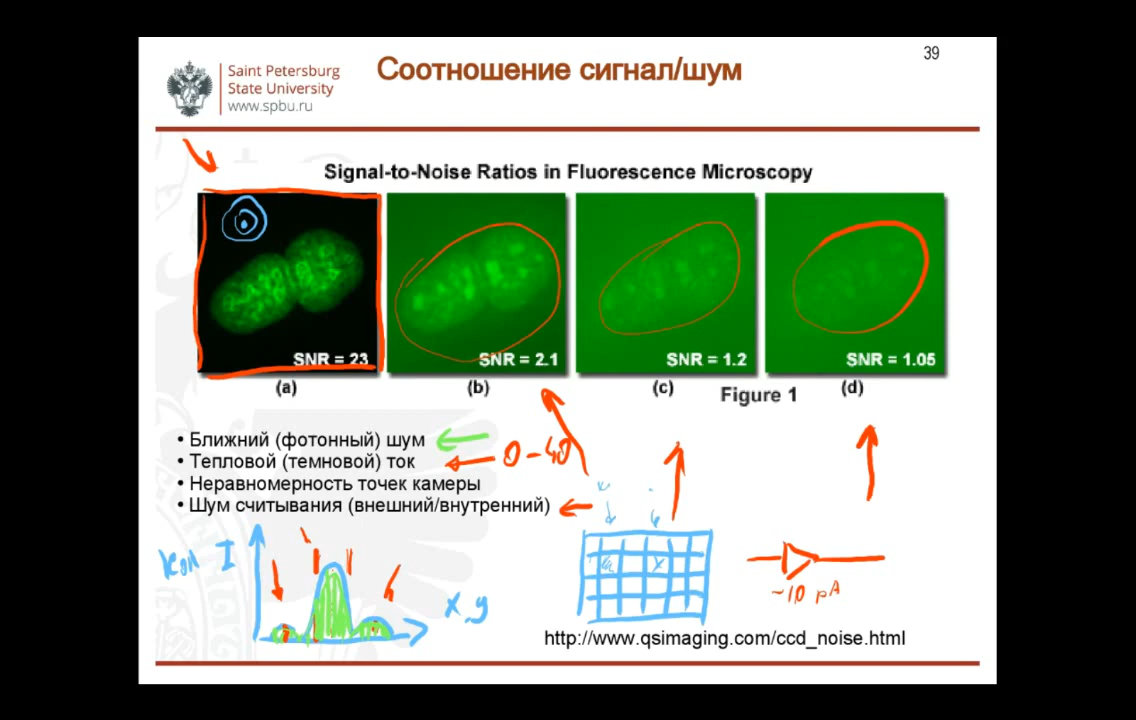 39
Saint Petersburg
State University
www.spbu.ru
Соотношение сигнал/шум
Signal-to-Noise Ratios in Fluorescence Microscopy
SNR = 23
SNR = 2.1
SNR = 1.2
SNR = 1.05
(a)
(b)
(c)
(d)
Figure 1
• Ближний (фотонный) шум
• Тепловой (темновой) ток
• Неравномерность точек камеры
• Шум считывания (внешний/внутренний)
0-40
I
x, y
~10 pA
http://www.qsimaging.com/ccd_noise.html